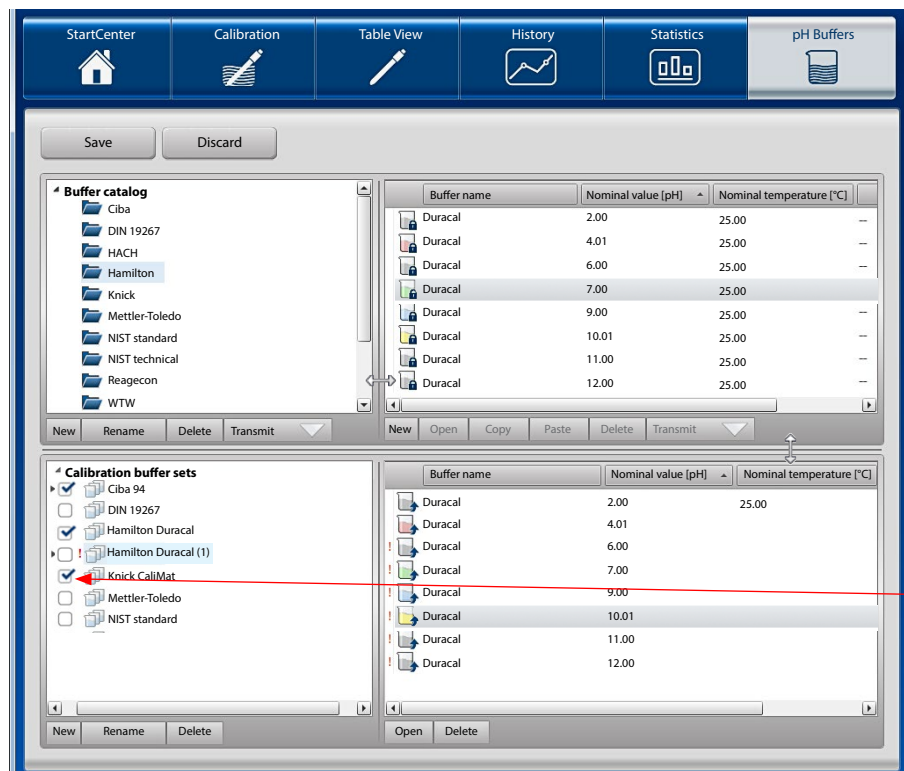 StartCenter Calibration Table View History Statistics pH Buffers
Save Discard
Buffer catalog
Ciba
DIN 19267
HACH
Hamilton
Knick
Mettler-Toledo
NIST standard
NIST technical
Reagecon
WTW
New Rename Delete Transmit
Buffer name Nominal value [pH] Nominal temperature [°C]
Duracal 2.00 25.00 --
Duracal 4.01 25.00 --
Duracal 6.00 25.00 --
Duracal 7.00 25.00
Duracal 9.00 25.00 --
Duracal 10.01 25.00 --
Duracal 11.00 25.00 --
Duracal 12.00 25.00 --
New Open Copy Paste Delete Transmit
Calibration buffer sets
Ciba 94
DIN 19267
Hamilton Duracal
! Hamilton Duracal (1)
Knick CaliMat
Mettler-Toledo
NIST standard
New Rename Delete
Buffer name Nominal value [pH] Nominal temperature [°C]
Duracal 2.00 25.00
Duracal 4.01
! Duracal 6.00
! Duracal 7.00
! Duracal 9.00
! Duracal 10.01
! Duracal 11.00
! Duracal 12.00
Open Delete